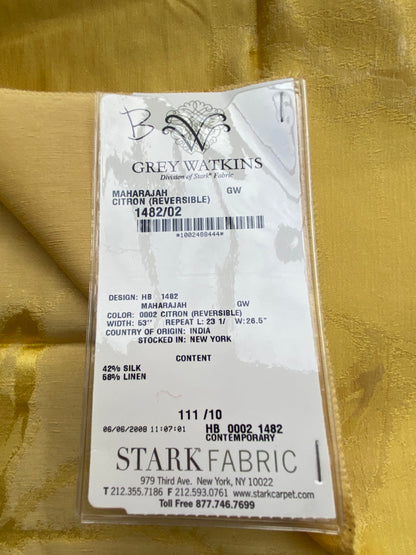 B
GREY WATKINS
Division of Stark® Fabric
MAHARAJAH GW
CITRON (REVERSIBLE)
1482/02
*1002488444*
DESIGN: HB 1482
MAHARAJAH GW
COLOR: 0002 CITRON (REVERSIBLE)
WIDTH: 53'' REPEAT L: 23 1/ W:26.5"
COUNTRY OF ORIGIN: INDIA
STOCKED IN: NEW YORK
CONTENT
42% SILK
58% LINEN
111 /10
06/06/2008 11:07:01 HB 0002 1482
CONTEMPORARY
STARK FABRIC
979 Third Ave. New York, NY 10022
T 212.355.7186 F 212.593.0761 www.starkcarpet.com
Toll Free 877.746.7699